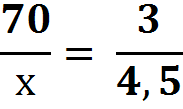 70/x = 3/4,5